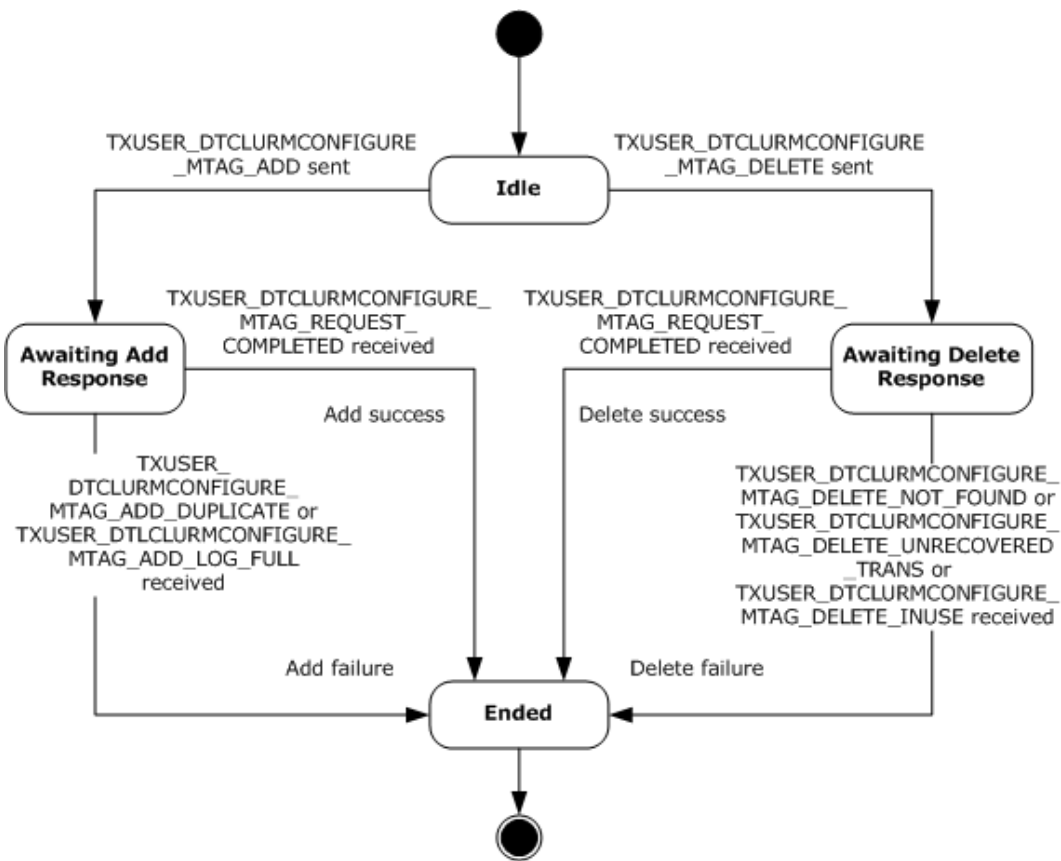 TXUSER_DTCLURMCONFIGURE
_MTAG_ADD sent
TXUSER_DTCLURMCONFIGURE
_MTAG_DELETE sent
Idle
TXUSER_DTCLURMCONFIGURE_
MTAG_REQUEST_
COMPLETED received
TXUSER_DTCLURMCONFIGURE_
MTAG_REQUEST_
COMPLETED received
Awaiting Add
Response
Awaiting Delete
Response
Add success
Delete success
TXUSER_
DTCLURMCONFIGURE_
MTAG_ADD_DUPLICATE or
TXUSER_DTLCLURMCONFIGURE_
MTAG_ADD_LOG_FULL
received
TXUSER_DTCLURMCONFIGURE_
MTAG_DELETE_NOT_FOUND or
TXUSER_DTCLURMCONFIGURE_
MTAG_DELETE_UNRECOVERED
_TRANS or
TXUSER_DTCLURMCONFIGURE_
MTAG_DELETE_INUSE received
Add failure
Delete failure
Ended